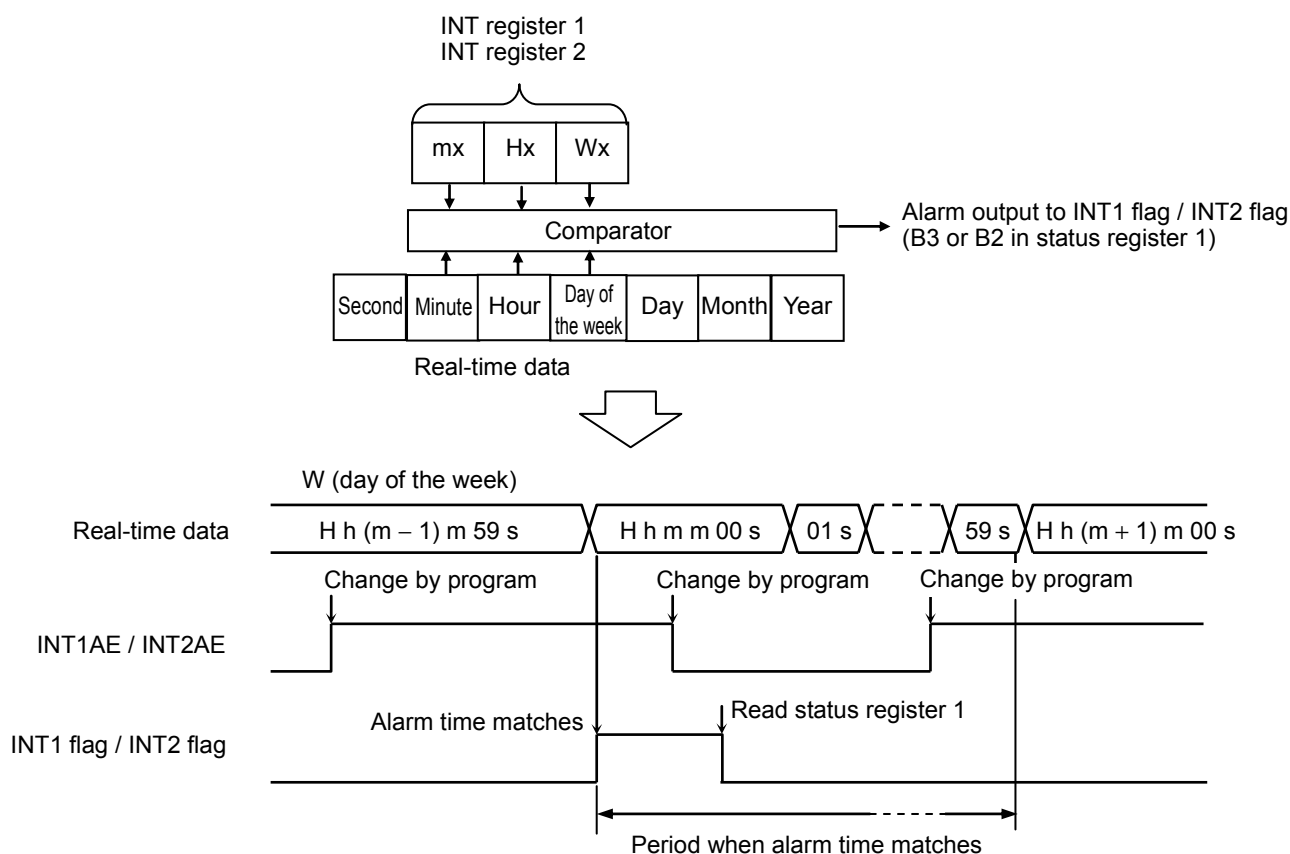 INT register 1
INT register 2
mx Hx Wx
Comparator
Alarm output to INT1 flag / INT2 flag
(B3 or B2 in status register 1)
Second Minute Hour Day of the week Day Month Year
Real-time data
W (day of the week)
Real-time data
H h (m − 1) m 59 s H h m m 00 s 01 s 59 s H h (m + 1) m 00 s
Change by program Change by program Change by program
INT1AE / INT2AE
Alarm time matches Read status register 1
INT1 flag / INT2 flag
Period when alarm time matches